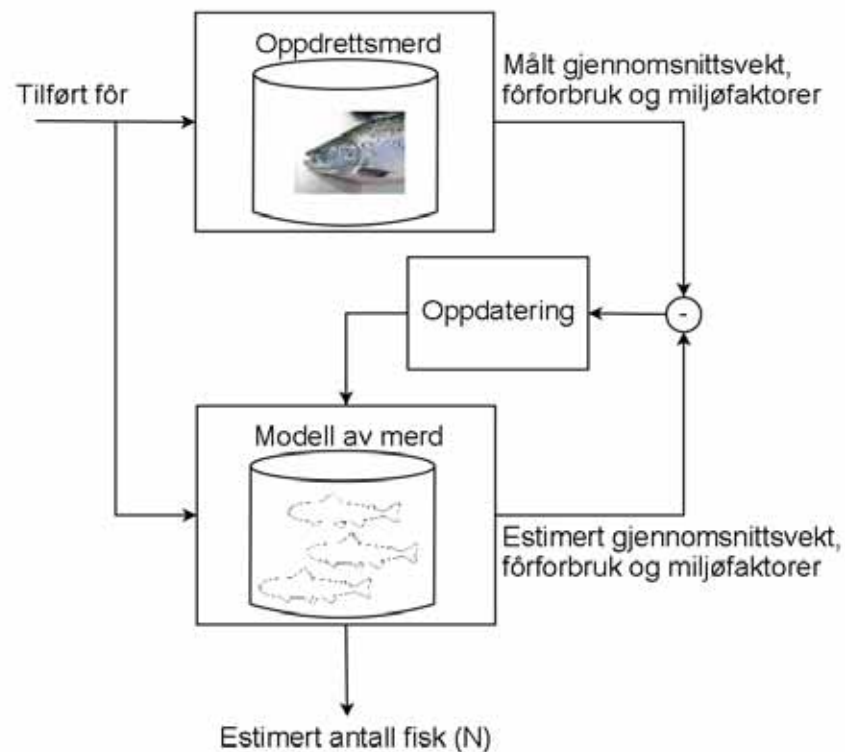 Oppdrettsmerd
Tilført fôr
Målt gjennomsnittsvekt,
fôrforbruk og miljøfaktorer
Oppdatering
-
Modell av merd
Estimert gjennomsnittsvekt,
fôrforbruk og miljøfaktorer
Estimert antall fisk (N)